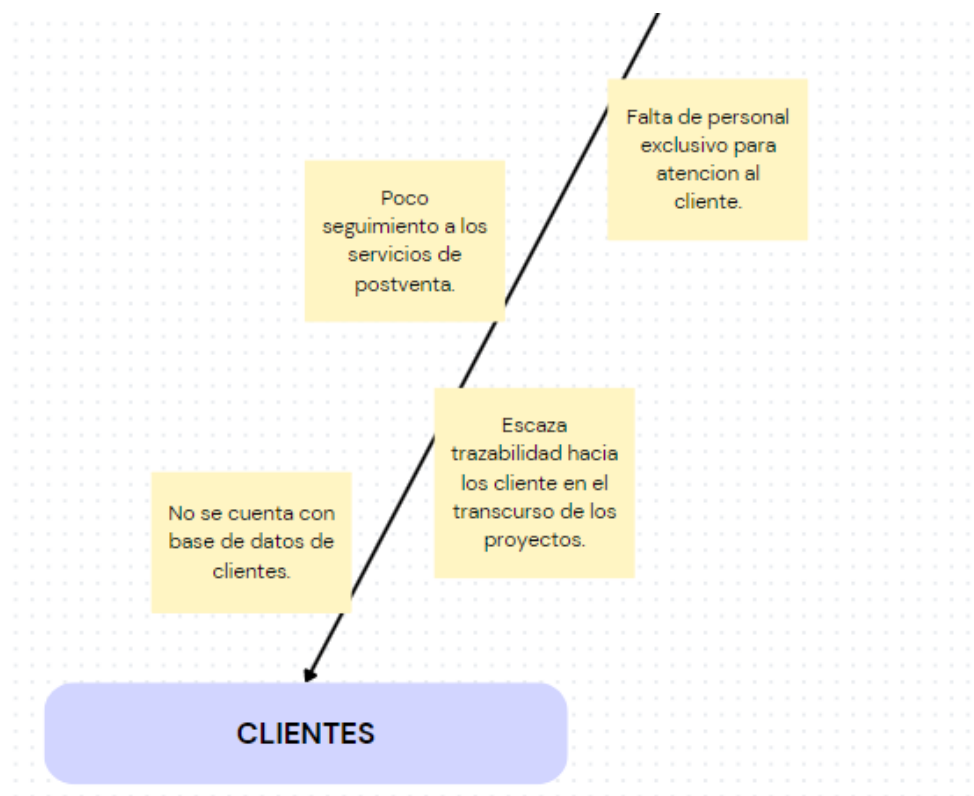 Falta de personal
exclusivo para
atencion al
cliente.
Poco
seguimiento a los
servicios de
postventa.
Escaza
trazabilidad hacia
los cliente en el
transcurso de los
proyectos.
No se cuenta con
base de datos de
clientes.
CLIENTES